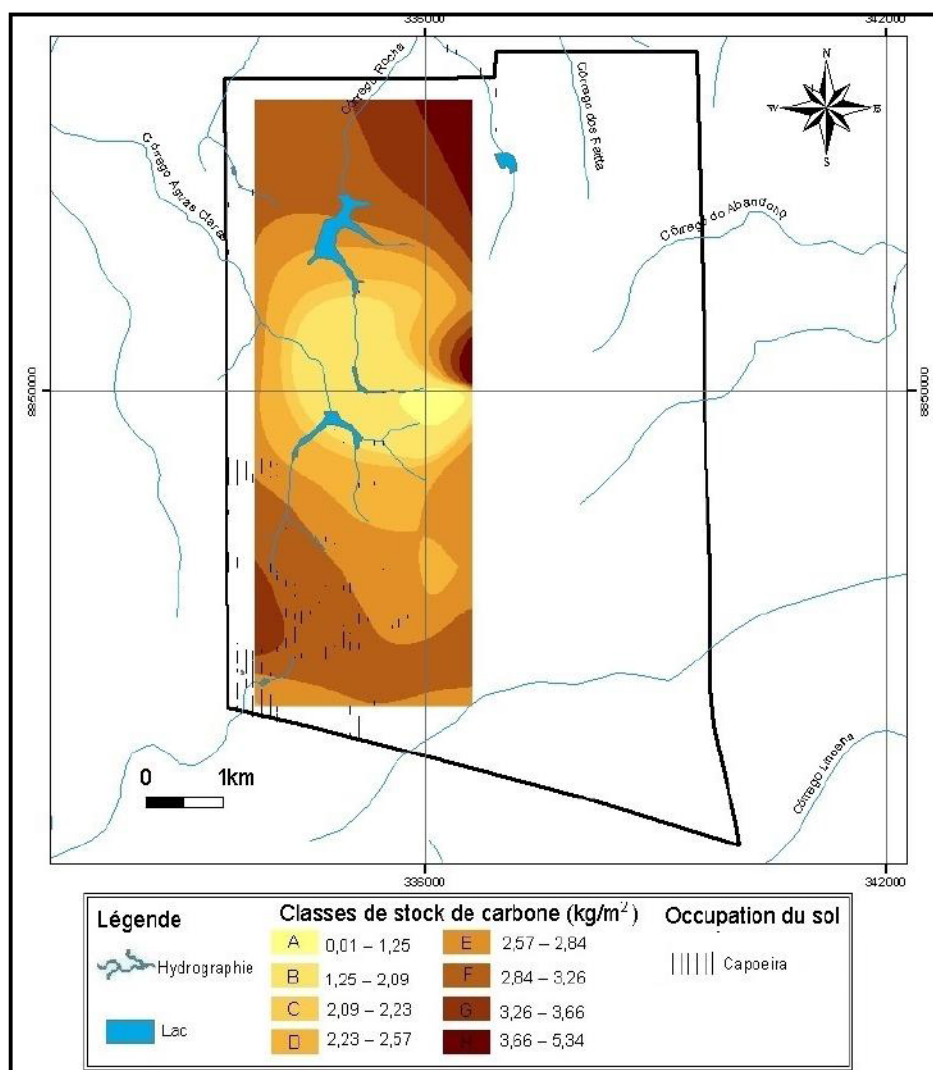 336000
342000
N
W
E
S
Córrego Rocha
Córrego dos
Córrego Aguas Claras
Córrego do Abandono
8850000
8850000
Córrego
0
1km
336000
342000
Légende
Hydrographie
Lac
Classes de stock de carbone (kg/m²)
A 0,01 – 1,25
B 1,25 – 2,09
C 2,09 – 2,23
D 2,23 – 2,57
E 2,57 – 2,84
F 2,84 – 3,26
G 3,26 – 3,66
H 3,66 – 5,34
Occupation du sol
Capoeira